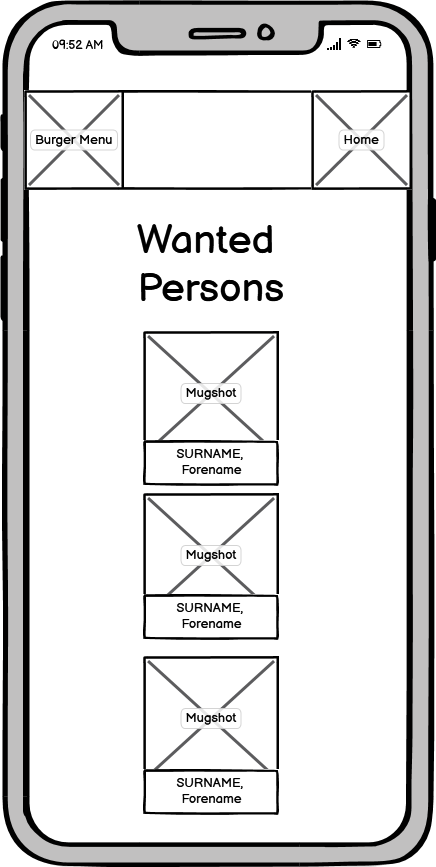 09:52 AM
Burger Menu
Home
Wanted
Persons
Mugshot
SURNAME,
Forename
Mugshot
SURNAME,
Forename
Mugshot
SURNAME,
Forename